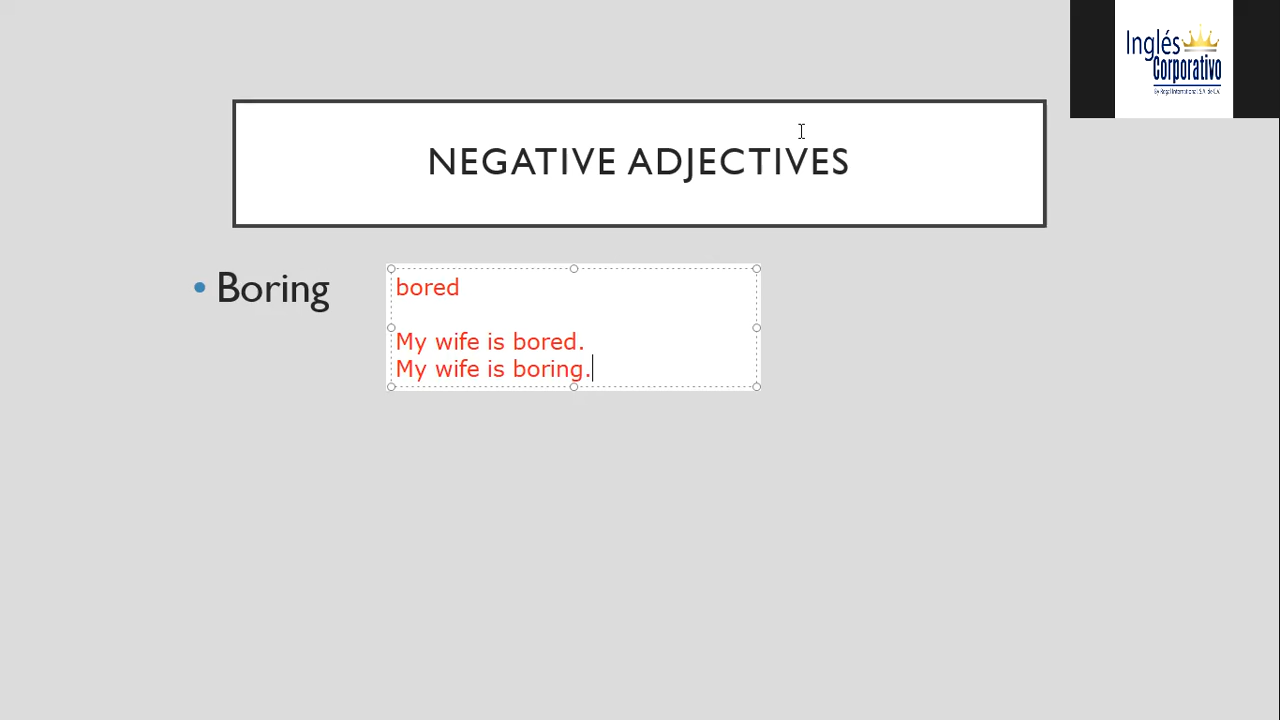 Inglés
Corporativo
NEGATIVE ADJECTIVES
• Boring
bored
My wife is bored.
My wife is boring.